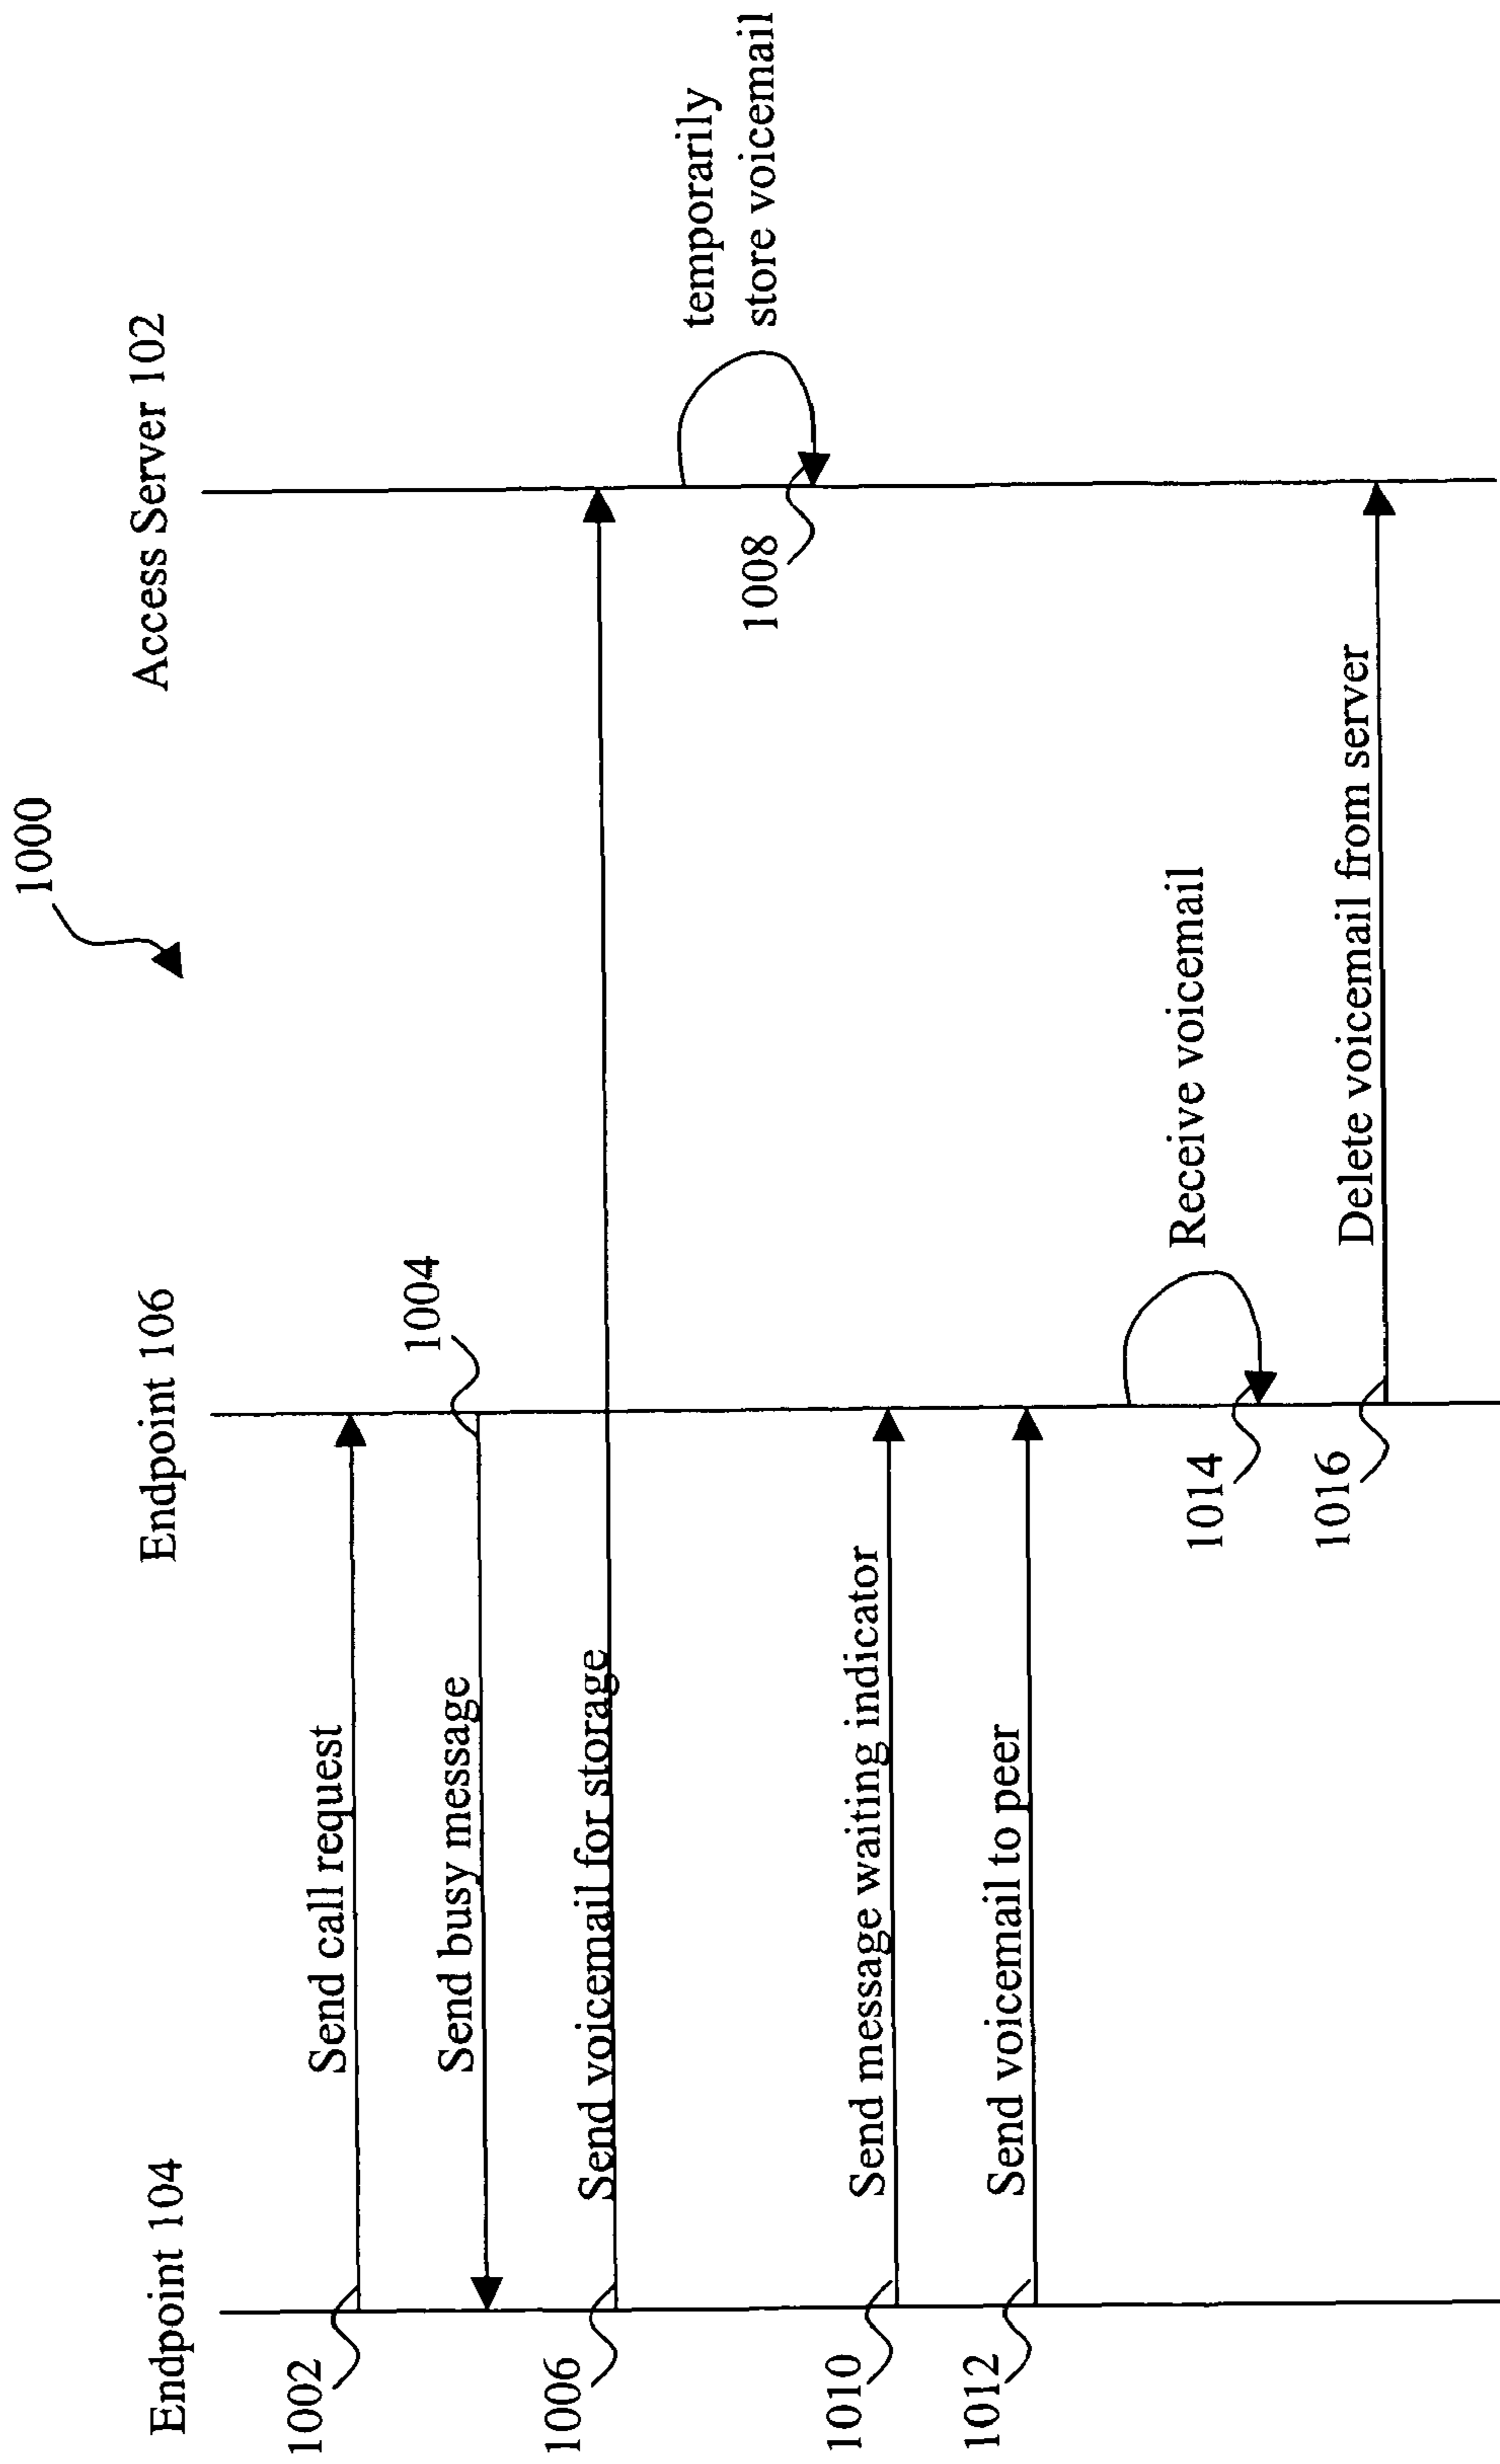 1000
Endpoint 104
Endpoint 106
Access Server 102
1002
Send call request
Send busy message
1004
1006
Send voicemail for storage
temporarily
store voicemail
1008
1010
Send message waiting indicator
1012
Send voicemail to peer
Receive voicemail
1014
1016
Delete voicemail from server